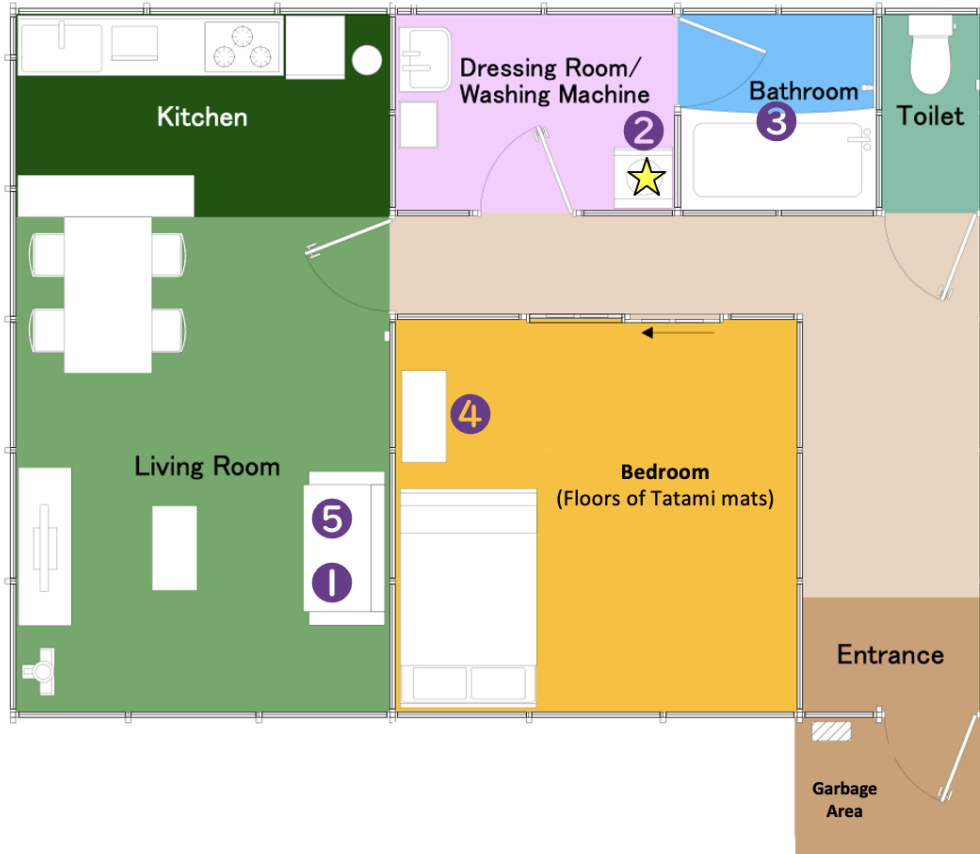 Kitchen
Dressing Room/
Washing Machine
2
Bathroom
3
Toilet
4
Living Room
Bedroom
(Floors of Tatami mats)
5
1
Entrance
Garbage
Area